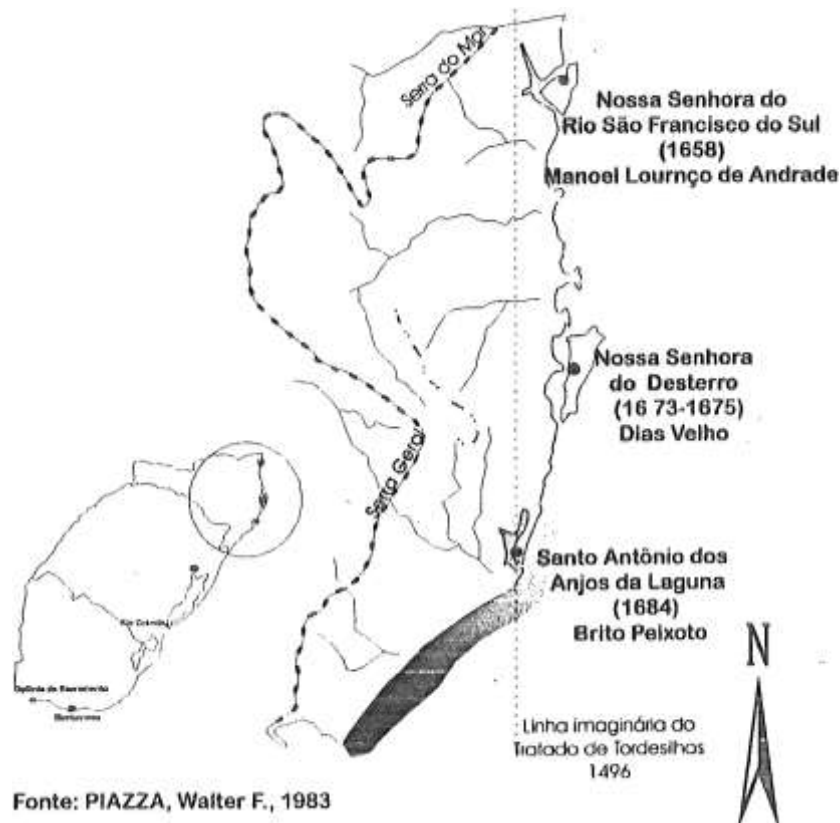 Serra do Mar
Nossa Senhora do
Rio São Francisco do Sul
(1658)
Manoel Lournço de Andrade
Nossa Senhora
do Desterro
(16 73-1675)
Dias Velho
Serra Geral
Santo Antônio dos
Anjos da Laguna
(1684)
Brito Peixoto
Linha imaginária do
Tratado de Tordesilhas
1496
N
Fonte: PIAZZA, Walter F., 1983